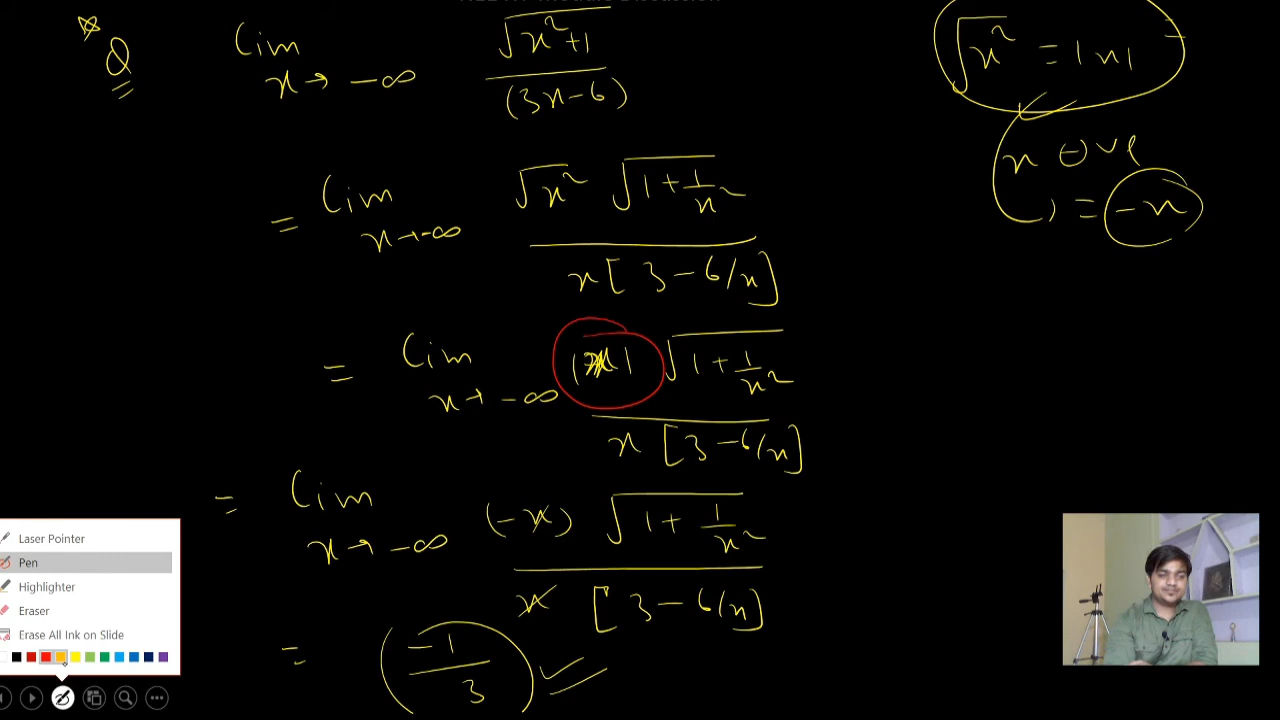 Q lim x→-∞ √(x²+1) / (3x-6)
= lim x→-∞ √x² √(1+1/x²) / x[3-6/x]
= lim x→-∞ |x| √(1+1/x²) / x[3-6/x]
= lim x→-∞ (-x) √(1+1/x²) / x[3-6/x]
= -1/3
√x² = |x|
x ⊖ve
= -x
Laser Pointer
Pen
Highlighter
Eraser
Erase All Ink on Slide